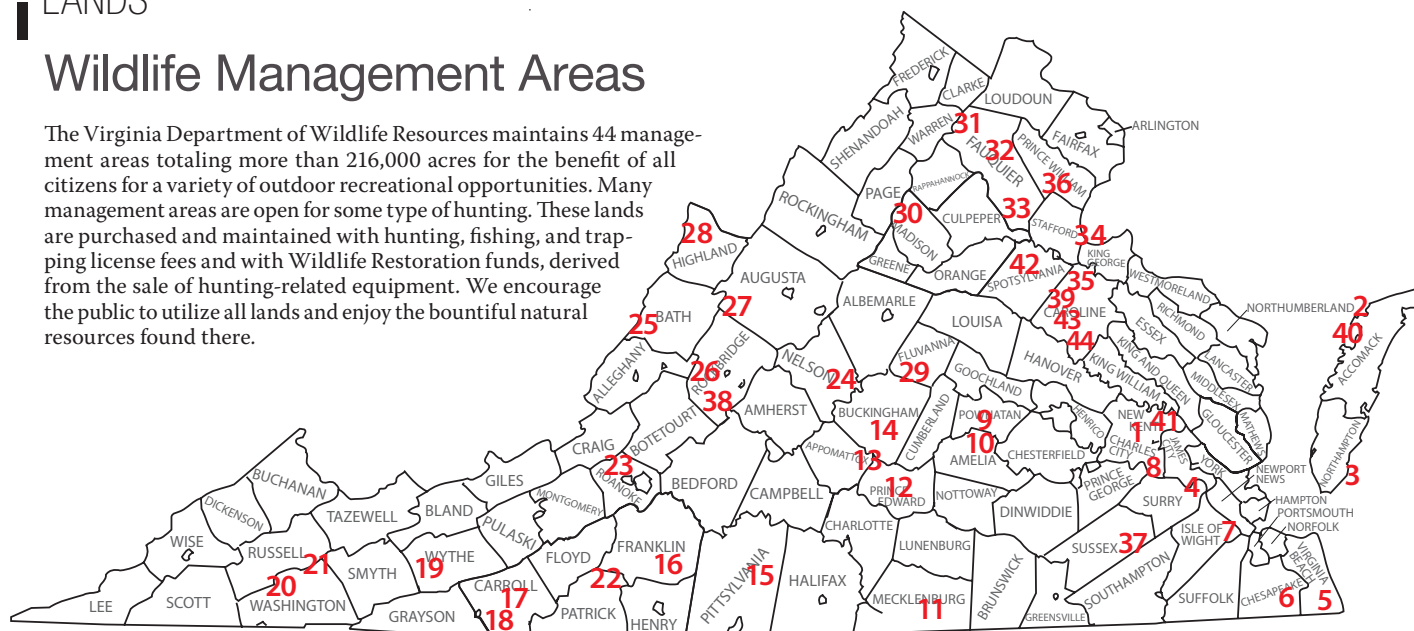 LANDS
Wildlife Management Areas
The Virginia Department of Wildlife Resources maintains 44 manage-
ment areas totaling more than 216,000 acres for the benefit of all
citizens for a variety of outdoor recreational opportunities. Many
management areas are open for some type of hunting. These lands
are purchased and maintained with hunting, fishing, and trap-
ping license fees and with Wildlife Restoration funds, derived
from the sale of hunting-related equipment. We encourage
the public to utilize all lands and enjoy the bountiful natural
resources found there.
FREDERICK
CLARKE
LOUDOUN
SHENANDOAH
WARREN
31
FAUQUIER
32
PRINCE WILLIAM
36
FAIRFAX
ARLINGTON
ROCKINGHAM
PAGE
30
RAPPAHANNOCK
MADISON
CULPEPER
33
STAFFORD
34
KING
GEORGE
28
HIGHLAND
AUGUSTA
27
GREENE
ORANGE
42
SPOTSYLVANIA
35
39
CAROLINE
43
44
WESTMORELAND
NORTHUMBERLAND
2
40
ACCOMACK
25
BATH
ALBEMARLE
LOUISA
ESSEX
RICHMOND
LANCASTER
ALLEGHANY
26
ROCKBRIDGE
38
NELSON
24
FLUVANNA
29
GOOCHLAND
HANOVER
KING WILLIAM
KING AND QUEEN
MIDDLESEX
MATHEWS
GLOUCESTER
NORTHAMPTON
3
CRAIG
BOTETOURT
AMHERST
BUCKINGHAM
14
CUMBERLAND
POWHATAN
9
10
AMELIA
HENRICO
NEW
KENT
41
1
CHARLES
CITY
JAMES
CITY
YORK
NEWPORT
NEWS
APPOMATTOX
13
CHESTERFIELD
8
4
23
ROANOKE
BEDFORD
CAMPBELL
PRINCE
EDWARD
12
NOTTOWAY
DINWIDDIE
PRINCE
GEORGE
SURRY
HAMPTON
PORTSMOUTH
NORFOLK
BUCHANAN
DICKENSON
WISE
TAZEWELL
BLAND
GILES
MONTGOMERY
PULASKI
FLOYD
FRANKLIN
16
CHARLOTTE
LUNENBURG
SUSSEX
37
ISLE OF
WIGHT
7
VIRGINIA
BEACH
RUSSELL
21
20
SMYTH
19
WYTHE
CARROLL
17
18
22
PITTSYLVANIA
15
HALIFAX
MECKLENBURG
11
BRUNSWICK
GREENSVILLE
SOUTHAMPTON
SUFFOLK
CHESAPEAKE
6
5
LEE
SCOTT
WASHINGTON
GRAYSON
PATRICK
HENRY